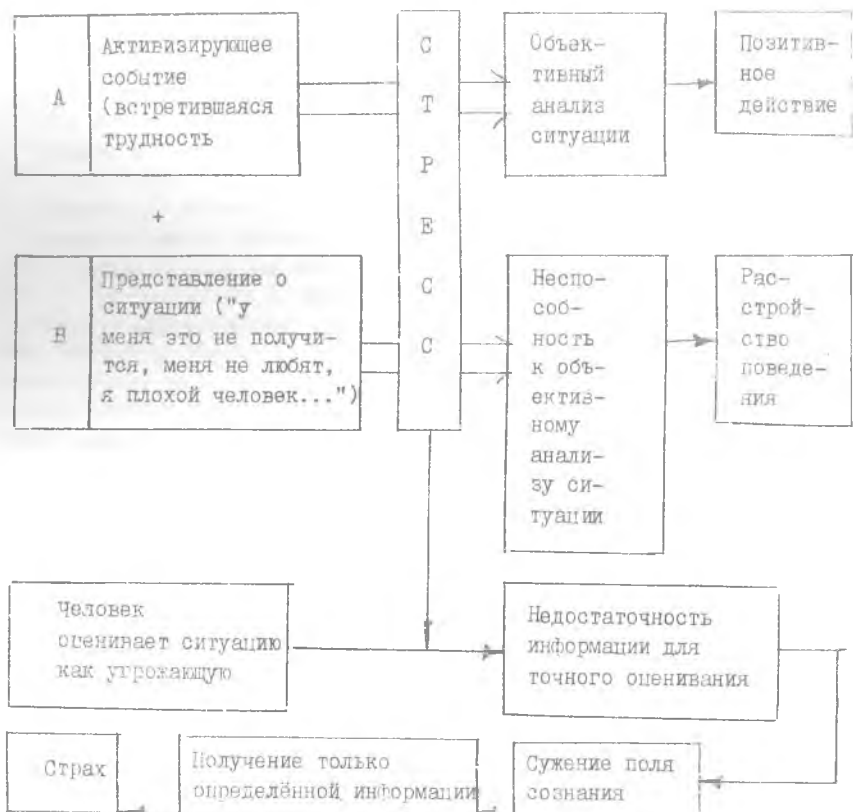 А
Активизирующее
событие
(встретившаяся
трудность
С
Т
Р
Е
С
С
Объек-
тивный
анализ
ситуации
Позитив-
ное
действие
+
В
Представление о
ситуации ("у
меня это не получи-
тся, меня не любят,
я плохой человек...")
Неспо-
соб-
ность
к объ-
ектив-
ному
анали-
зу си-
туации
Рас-
строй-
ство
поведе-
ния
Человек
оценивает ситуацию
как угрожающую
Недостаточность
информации для
точного оценивания
Страх
Получение только
определённой информации
Сужение поля
сознания